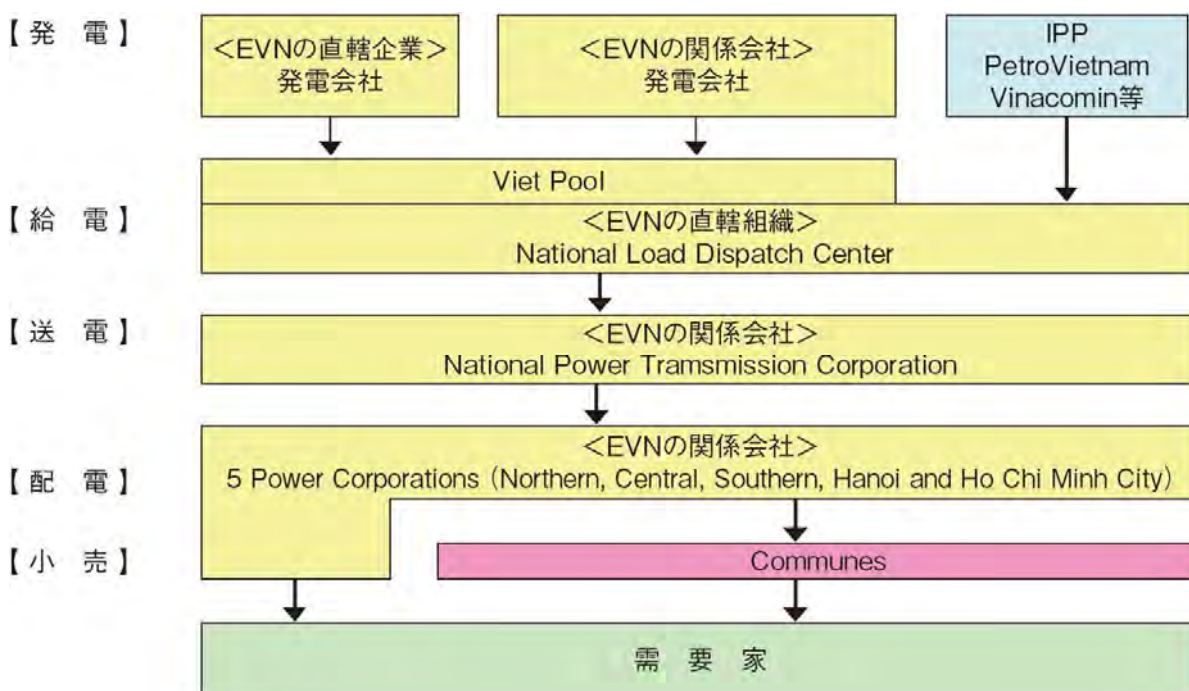 【 発　電 】
＜EVNの直轄企業＞
発電会社
＜EVNの関係会社＞
発電会社
IPP
PetroVietnam
Vinacomin等
Viet Pool
【 給　電 】
＜EVNの直轄組織＞
National Load Dispatch Center
【 送　電 】
＜EVNの関係会社＞
National Power Tramsmission Corporation
【 配　電 】
＜EVNの関係会社＞
5 Power Corporations（Northern, Central, Southern, Hanoi and Ho Chi Minh City）
【 小　売 】
Communes
需　要　家